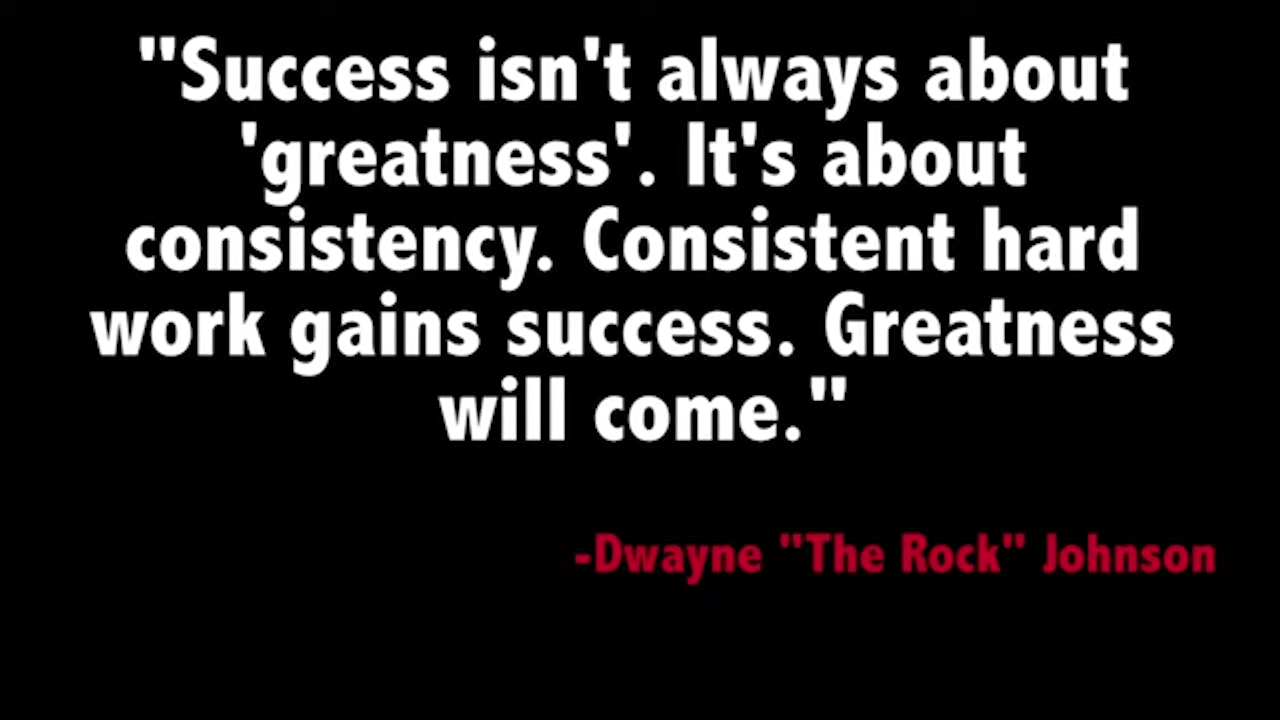 "Success isn't always about
'greatness'. It's about
consistency. Consistent hard
work gains success. Greatness
will come."
-Dwayne "The Rock" Johnson